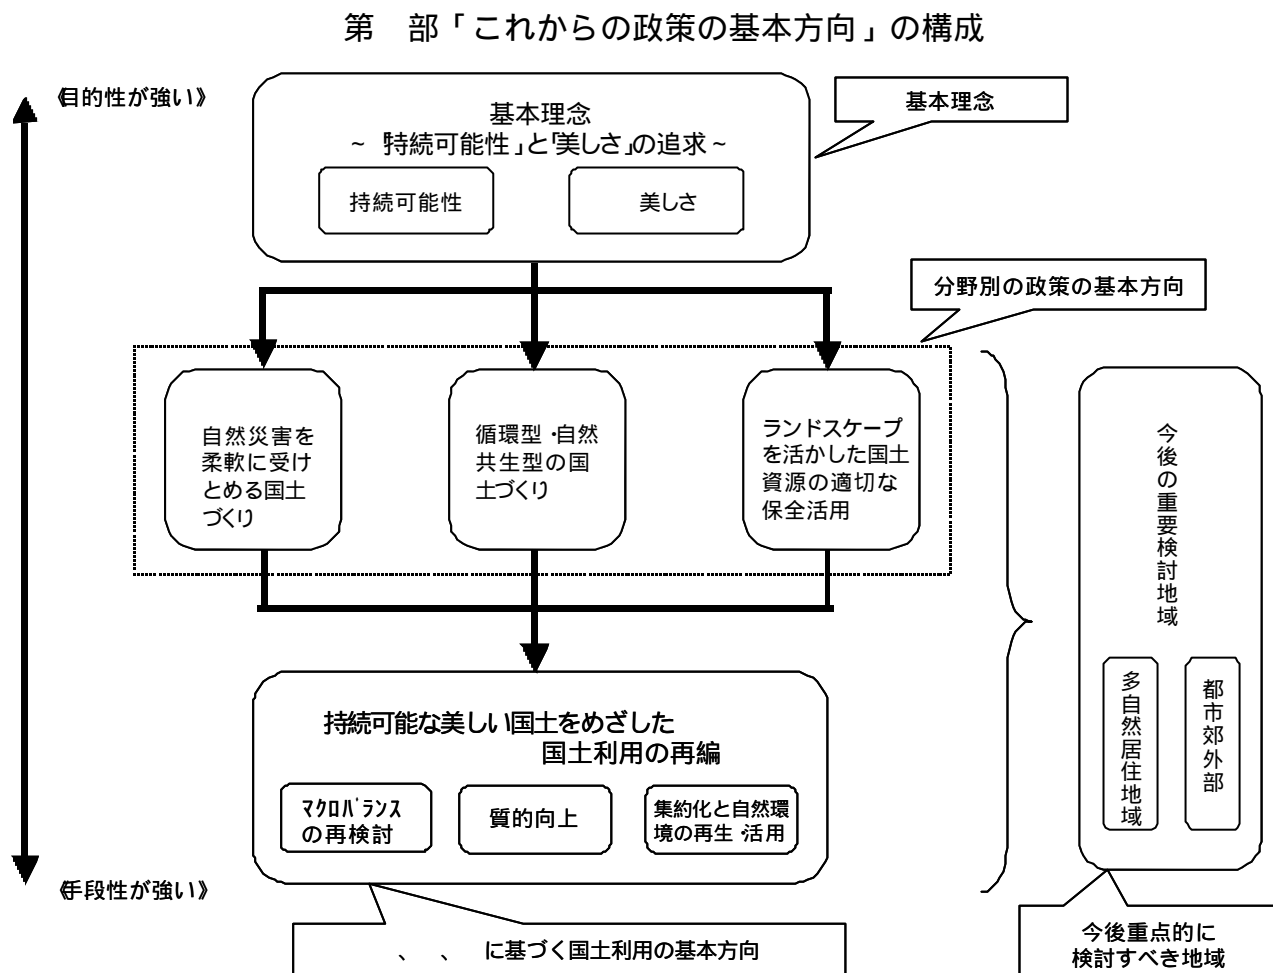 第　部「これからの政策の基本方向」の構成
《目的性が強い》
基本理念
~「持続可能性」と「美しさ」の追求~
持続可能性
美しさ
基本理念
分野別の政策の基本方向
自然災害を
柔軟に受け
とめる国土
づくり
循環型・自然
共生型の国
土づくり
ランドスケープ
を活かした国土
資源の適切な
保全活用
今後の重要検討地域
多自然居住地域
都市郊外部
持続可能な美しい国土をめざした
国土利用の再編
マクロバランス
の再検討
質的向上
集約化と自然環
境の再生・活用
《手段性が強い》
、　、　に基づく国土利用の基本方向
今後重点的に
検討すべき地域